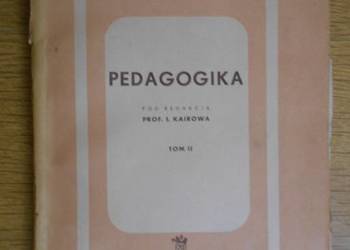 PEDAGOGIKA
POD REDAKCJĄ
PROF. I. KAIROWA
TOM II